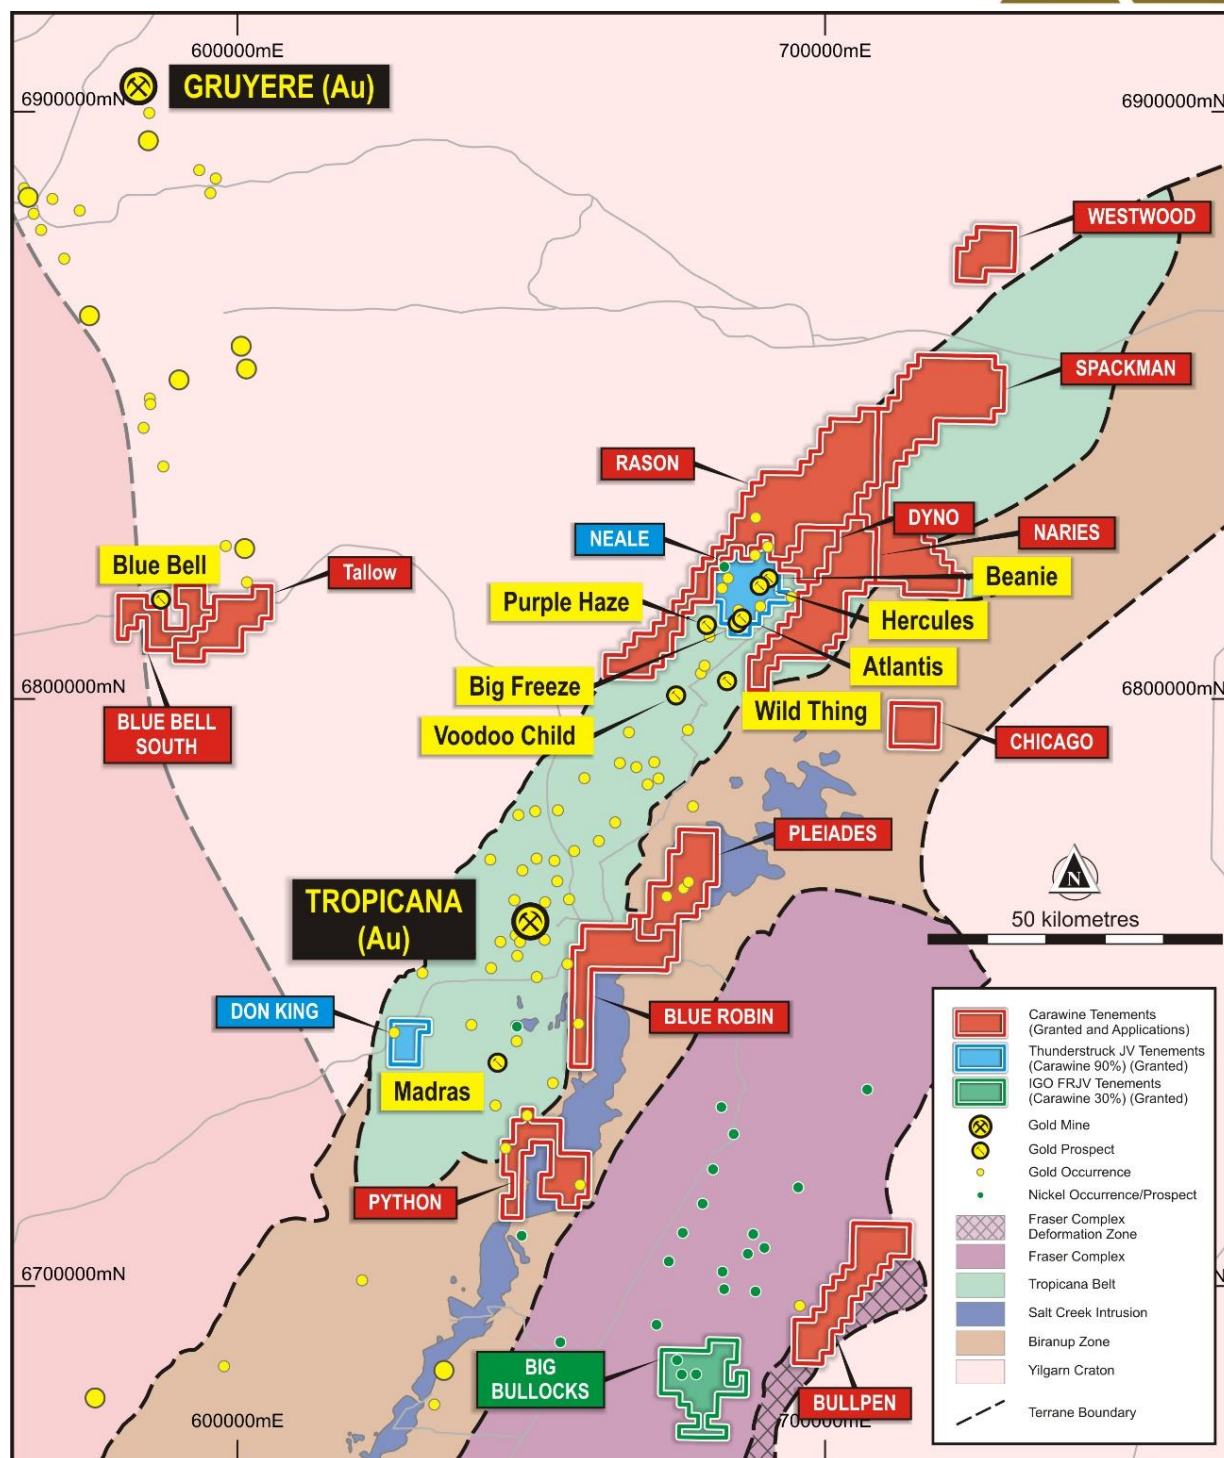 600000mE
700000mE
GRUYERE (Au)
6900000mN
6900000mN
WESTWOOD
SPACKMAN
RASON
DYNO
NEALE
NARIES
Blue Bell
Tallow
Beanie
Purple Haze
Hercules
Atlantis
Big Freeze
6800000mN
6800000mN
Wild Thing
BLUE BELL
SOUTH
Voodoo Child
CHICAGO
PLEIADES
N
TROPICANA
(Au)
50 kilometres
DON KING
BLUE ROBIN
Madras
PYTHON
6700000mN
N
BIG
BULLOCKS
BULLPEN
600000mE
700000mE
Carawine Tenements
(Granted and Applications)
Thunderstruck JV Tenements
(Carawine 90%) (Granted)
IGO FRJV Tenements
(Carawine 30%) (Granted)
Gold Mine
Gold Prospect
Gold Occurrence
Nickel Occurrence/Prospect
Fraser Complex
Deformation Zone
Fraser Complex
Tropicana Belt
Salt Creek Intrusion
Biranup Zone
Yilgarn Craton
Terrane Boundary